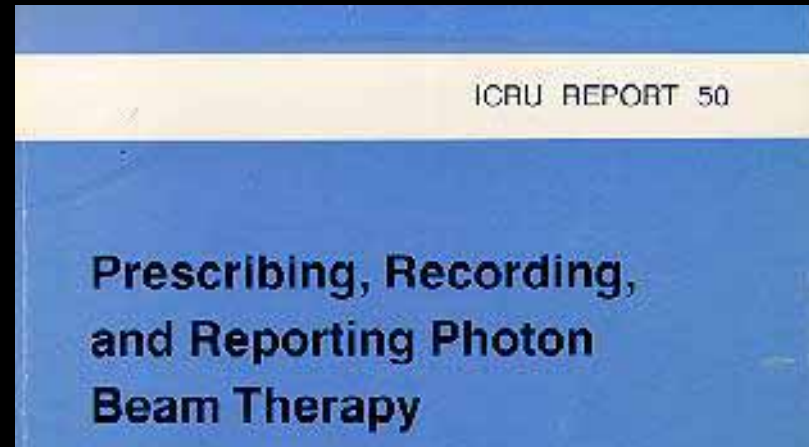 ICRU REPORT 50
Prescribing, Recording,
and Reporting Photon
Beam Therapy